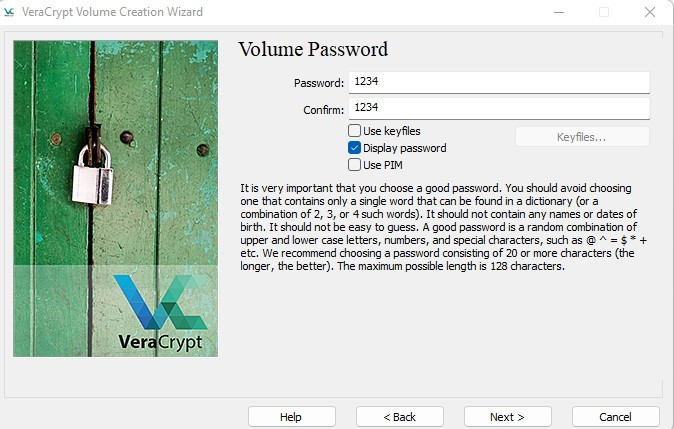 VeraCrypt Volume Creation Wizard
Volume Password
Password: 1234
Confirm: 1234
Use keyfiles
Keyfiles...
Display password
Use PIM
It is very important that you choose a good password. You should avoid choosing
one that contains only a single word that can be found in a dictionary (or a
combination of 2, 3, or 4 such words). It should not contain any names or dates of
birth. It should not be easy to guess. A good password is a random combination of
upper and lower case letters, numbers, and special characters, such as @ ^ = $ * +
etc. We recommend choosing a password consisting of 20 or more characters (the
longer, the better). The maximum possible length is 128 characters.
VeraCrypt
Help
< Back
Next >
Cancel